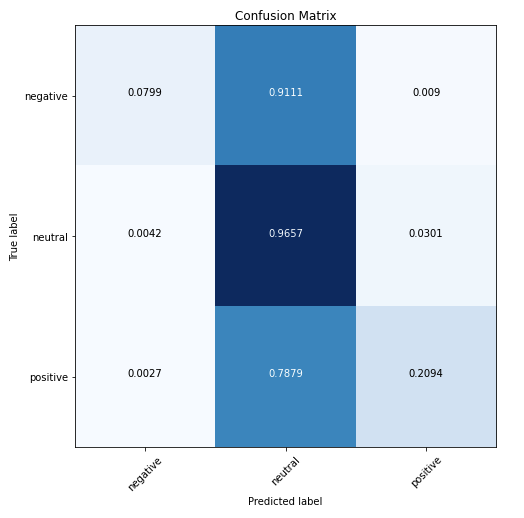 Confusion Matrix
True label
negative
0.0799 0.9111 0.009
neutral
0.0042 0.9657 0.0301
positive
0.0027 0.7879 0.2094
negative neutral positive
Predicted label